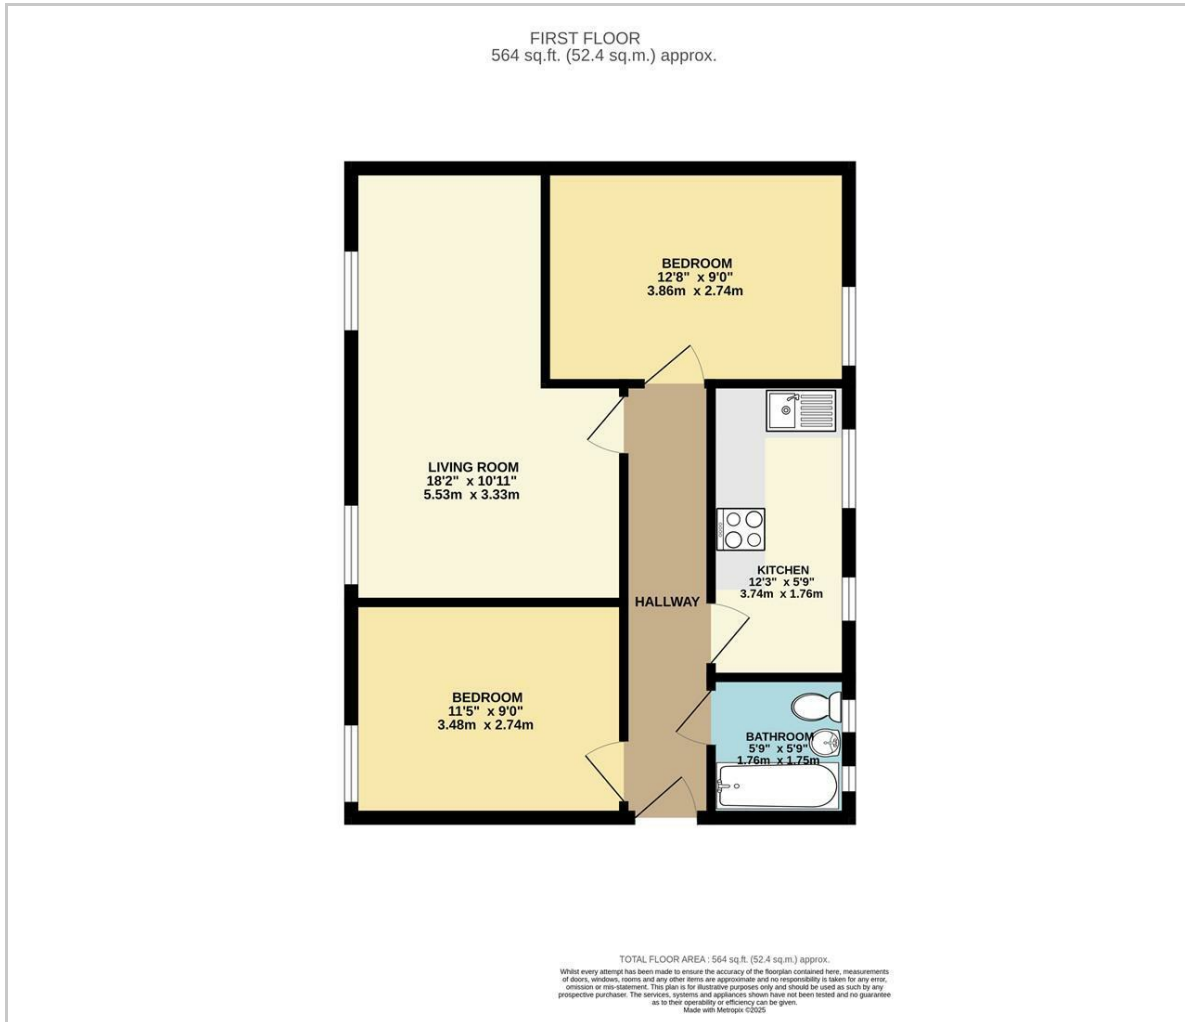 FIRST FLOOR
564 sq.ft. (52.4 sq.m.) approx.
BEDROOM
12'8" x 9'0"
3.86m x 2.74m
LIVING ROOM
18'2" x 10'11"
5.53m x 3.33m
KITCHEN
12'3" x 5'9"
3.74m x 1.76m
HALLWAY
BEDROOM
11'5" x 9'0"
3.48m x 2.74m
BATHROOM
5'9" x 5'9"
1.76m x 1.75m
TOTAL FLOOR AREA : 564 sq.ft. (52.4 sq.m.) approx.
Whilst every attempt has been made to ensure the accuracy of the floorplan contained here, measurements
of doors, windows, rooms and any other items are approximate and no responsibility is taken for any error,
omission or mis-statement. This plan is for illustrative purposes only and should be used as such by any
prospective purchaser. The services, systems and appliances shown have not been tested and no guarantee
as to their operability or efficiency can be given.
Made with Metropix ©2025